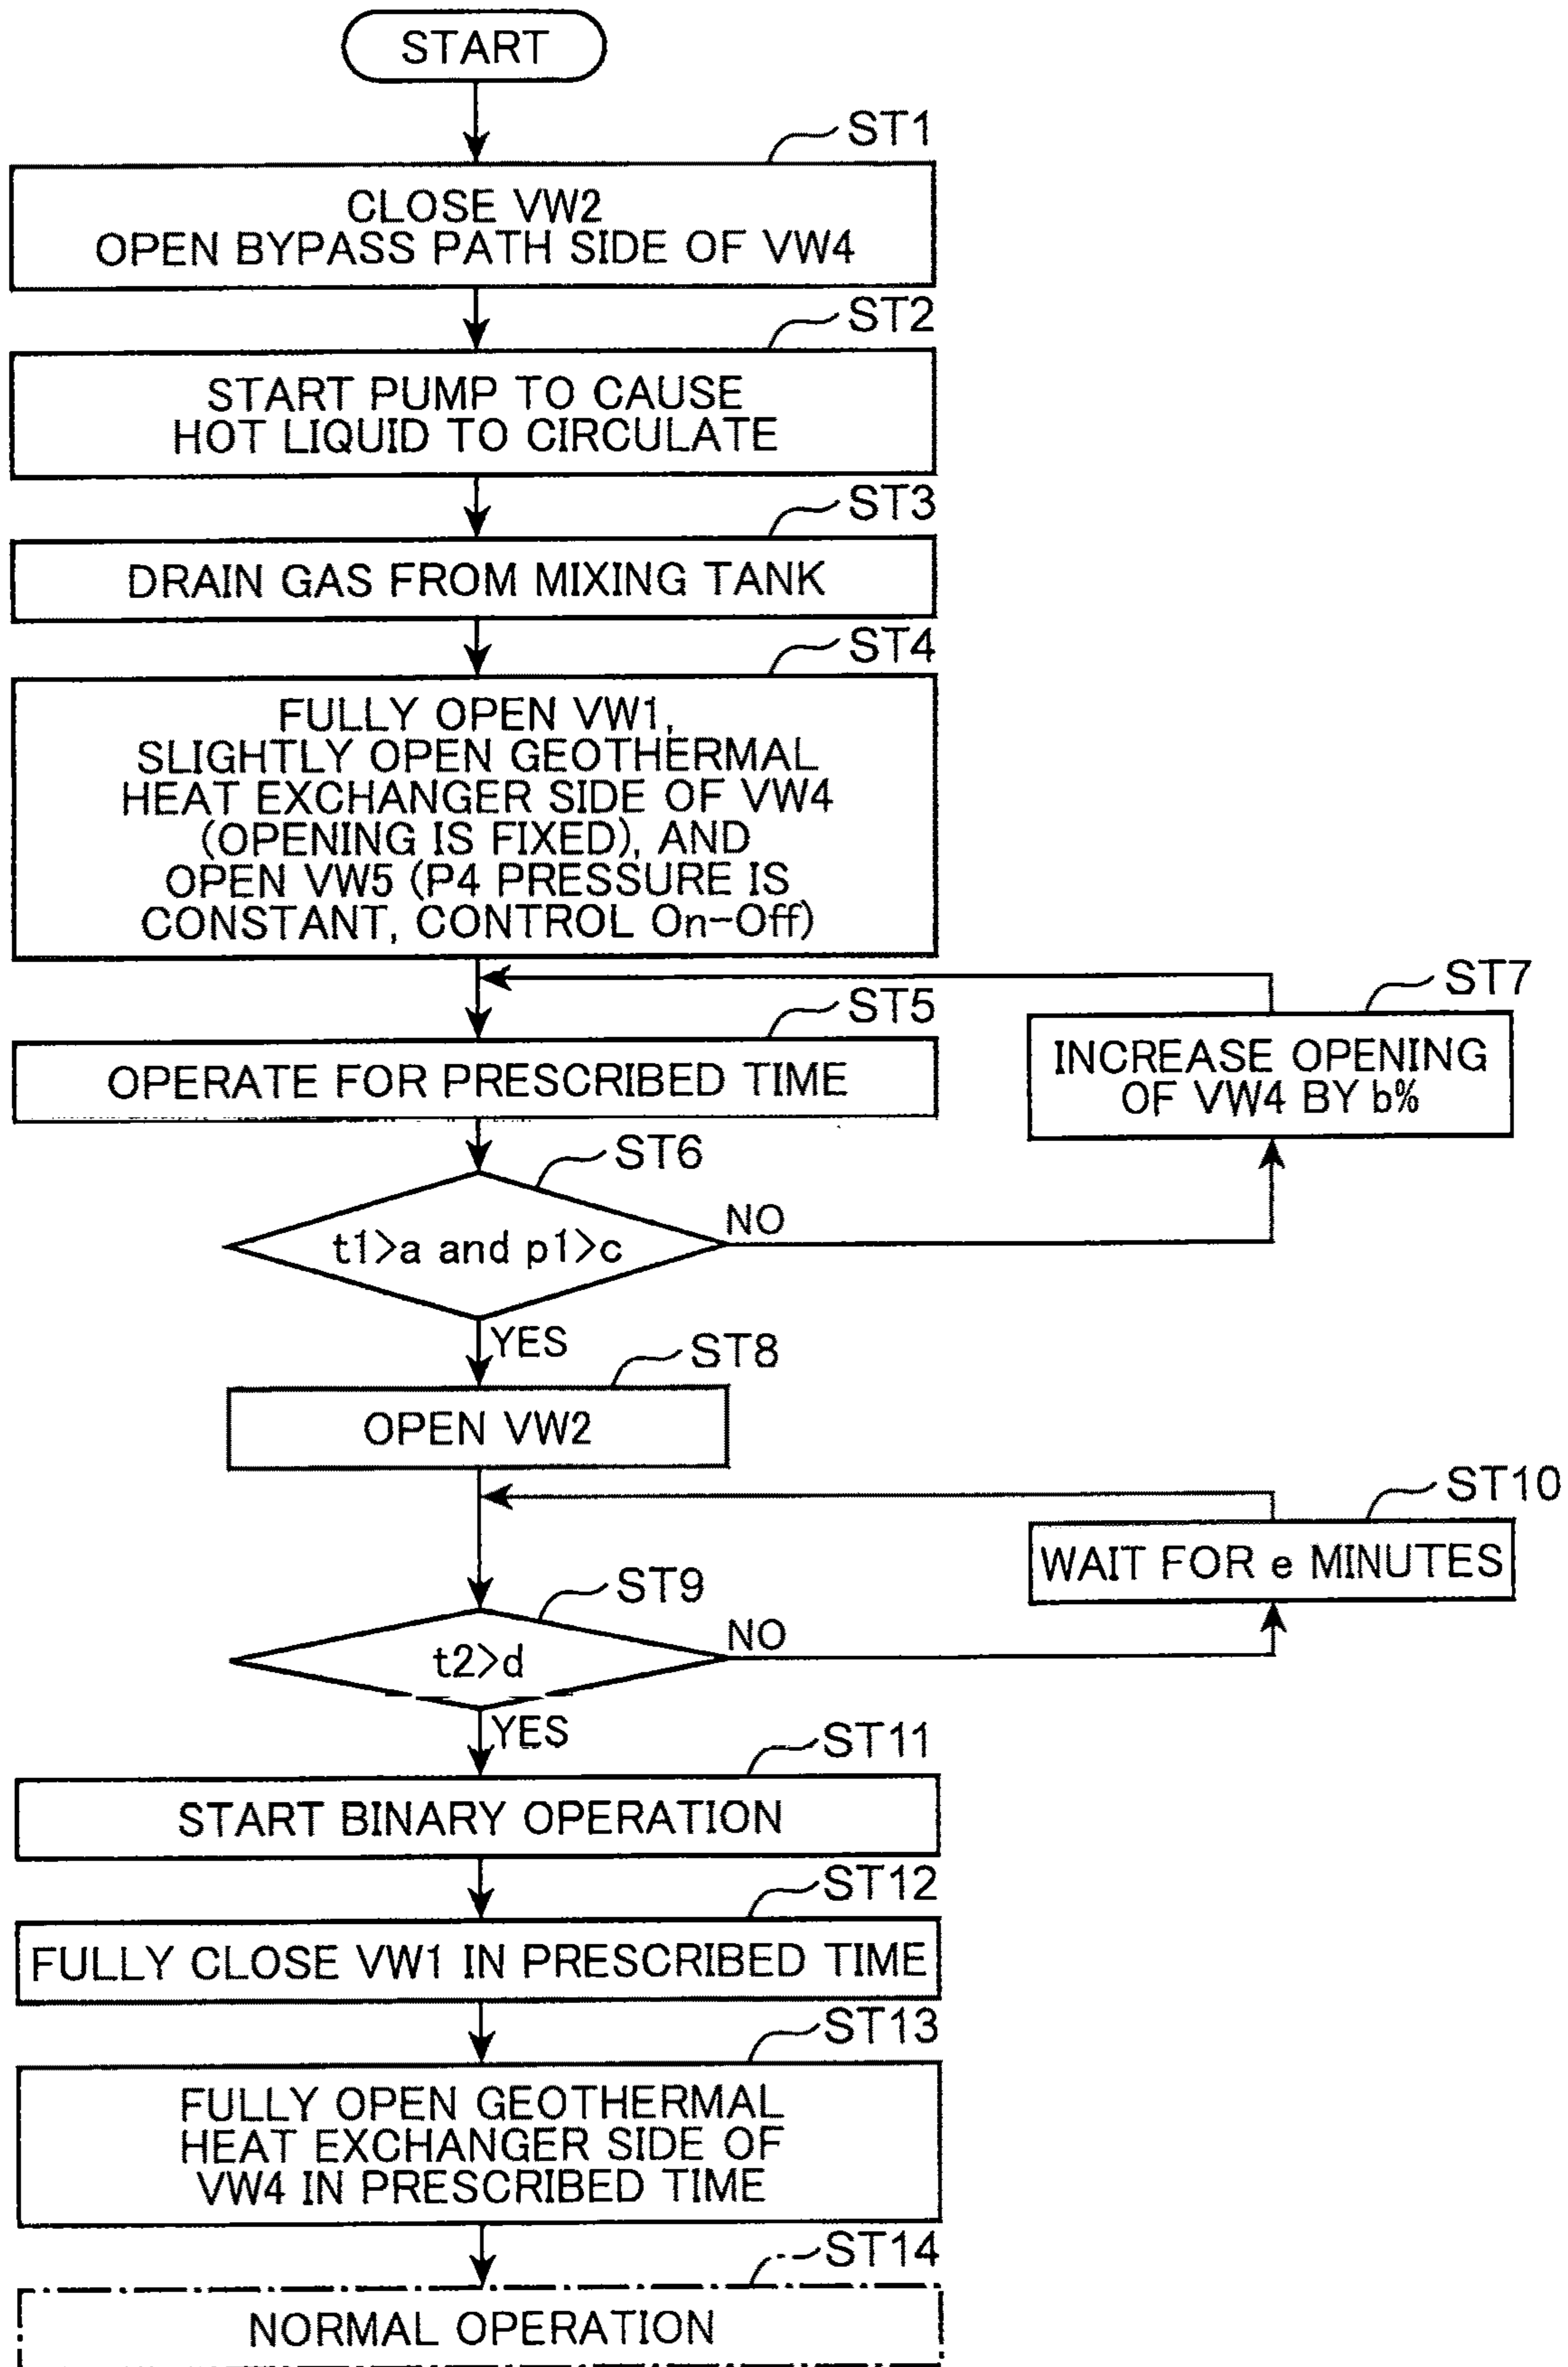 START
ST1
CLOSE VW2
OPEN BYPASS PATH SIDE OF VW4
ST2
START PUMP TO CAUSE
HOT LIQUID TO CIRCULATE
ST3
DRAIN GAS FROM MIXING TANK
ST4
FULLY OPEN VW1,
SLIGHTLY OPEN GEOTHERMAL
HEAT EXCHANGER SIDE OF VW4
(OPENING IS FIXED), AND
OPEN VW5 (P4 PRESSURE IS
CONSTANT, CONTROL On-Off)
ST5
OPERATE FOR PRESCRIBED TIME
ST7
INCREASE OPENING
OF VW4 BY b%
ST6
t1>a and p1>c
NO
YES
ST8
OPEN VW2
ST10
WAIT FOR e MINUTES
ST9
t2>d
NO
YES
ST11
START BINARY OPERATION
ST12
FULLY CLOSE VW1 IN PRESCRIBED TIME
ST13
FULLY OPEN GEOTHERMAL
HEAT EXCHANGER SIDE OF
VW4 IN PRESCRIBED TIME
ST14
NORMAL OPERATION